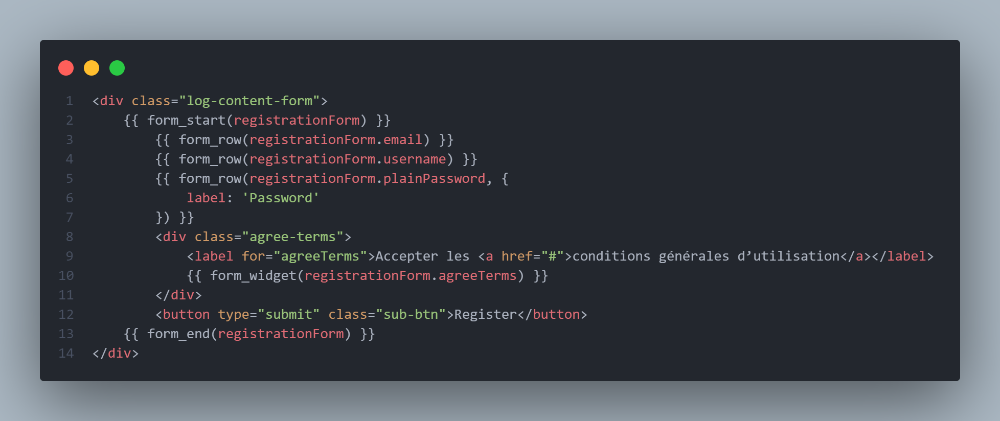 1 <div class="log-content-form">
2     {{ form_start(registrationForm) }}
3         {{ form_row(registrationForm.email) }}
4         {{ form_row(registrationForm.username) }}
5         {{ form_row(registrationForm.plainPassword, {
6             label: 'Password'
7         }) }}
8         <div class="agree-terms">
9             <label for="agreeTerms">Accepter les <a href="#">conditions générales d’utilisation</a></label>
10             {{ form_widget(registrationForm.agreeTerms) }}
11         </div>
12         <button type="submit" class="sub-btn">Register</button>
13     {{ form_end(registrationForm) }}
14 </div>